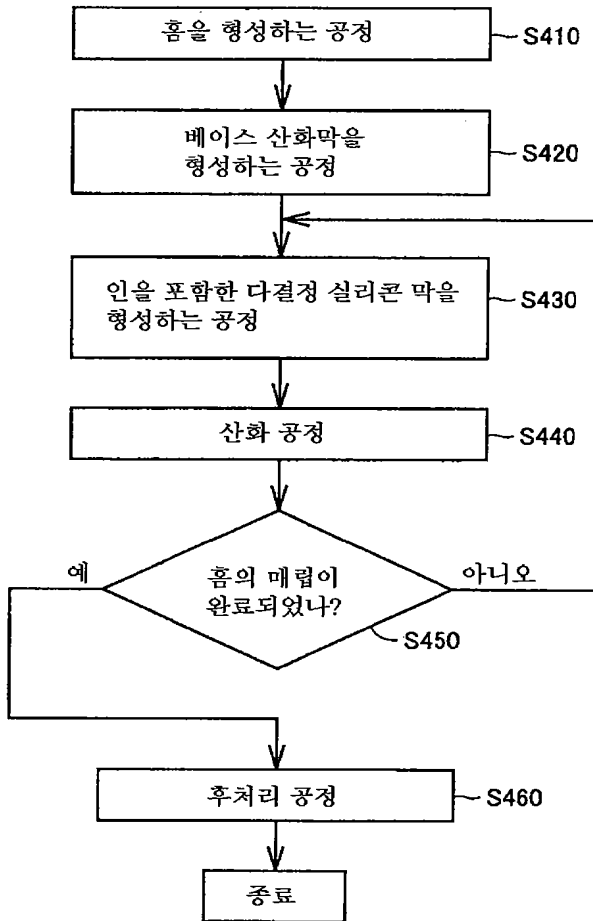 홈을 형성하는 공정
S410
베이스 산화막을
형성하는 공정
S420
인을 포함한 다결정 실리콘 막을
형성하는 공정
S430
산화 공정
S440
예
홈의 매립이
완료되었나?
아니오
S450
후처리 공정
S460
종료